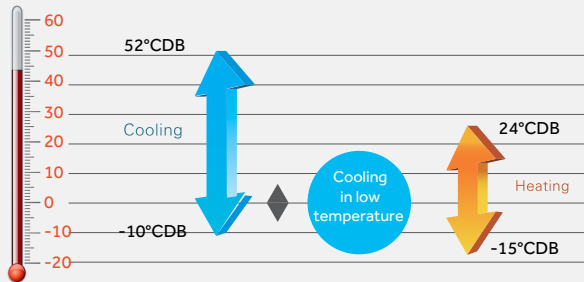 60
50
40
30
20
10
0
-10
-20
52°CDB
Cooling
-10°CDB
Cooling
in low
temperature
24°CDB
Heating
-15°CDB